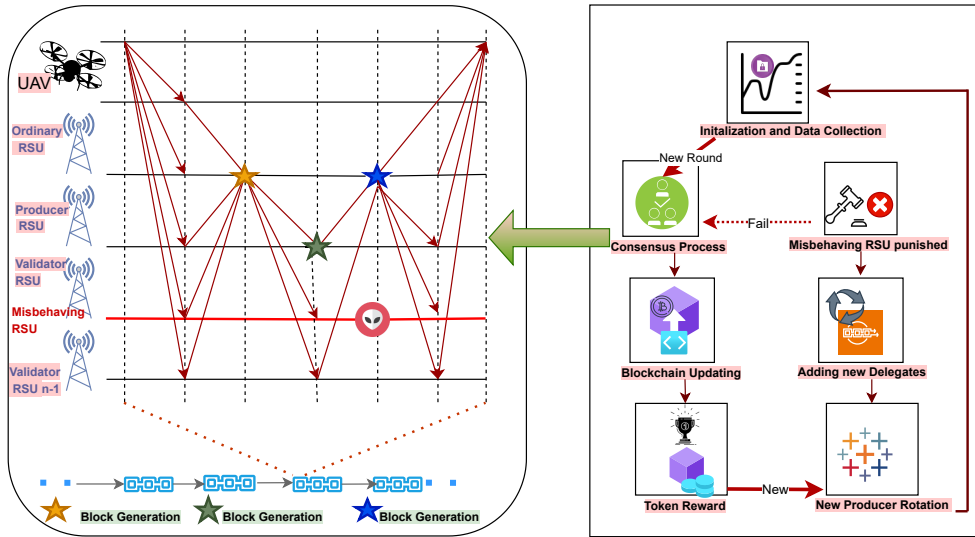 UAV
Ordinary
RSU
Producer
RSU
Validator
RSU
Misbehaving
RSU
Validator
RSU n-1
Block Generation
Block Generation
Block Generation
Initalization and Data Collection
New Round
Consensus Process
Fail
Misbehaving RSU punished
Blockchain Updating
Adding new Delegates
Token Reward
New
New Producer Rotation